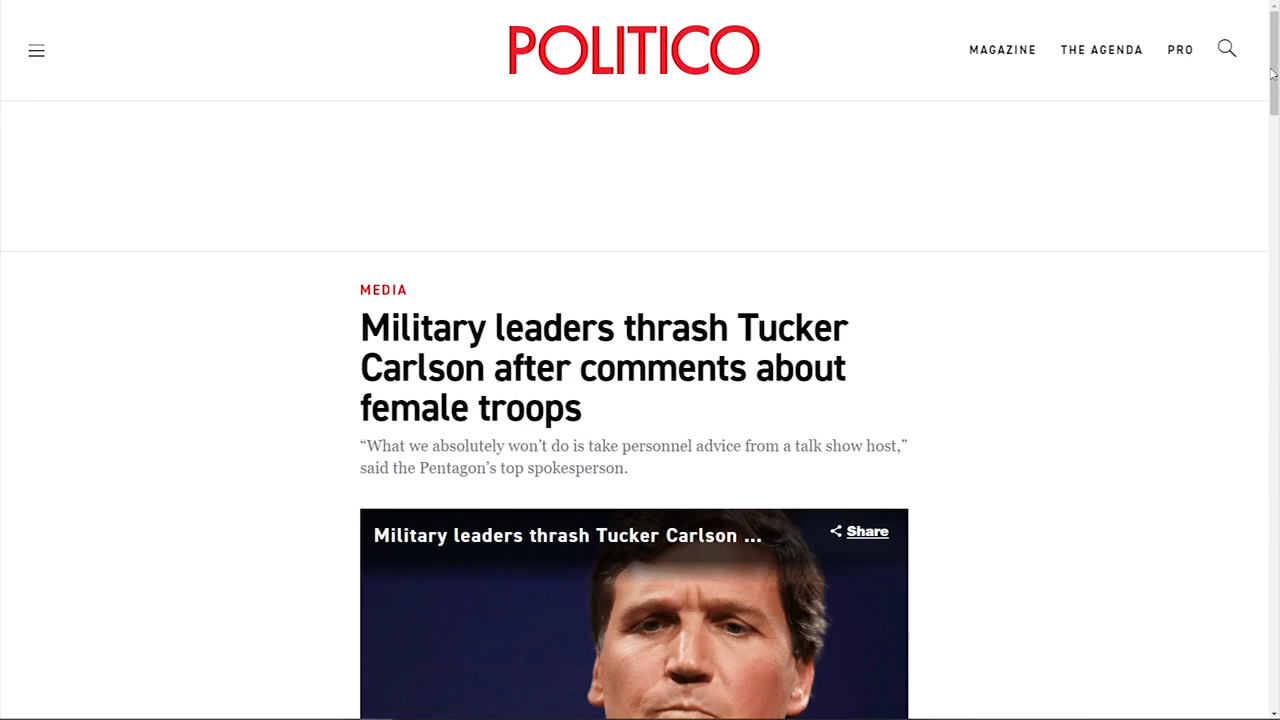 POLITICO
MAGAZINE THE AGENDA PRO
MEDIA
Military leaders thrash Tucker
Carlson after comments about
female troops
“What we absolutely won’t do is take personnel advice from a talk show host,”
said the Pentagon’s top spokesperson.
Military leaders thrash Tucker Carlson ...
Share